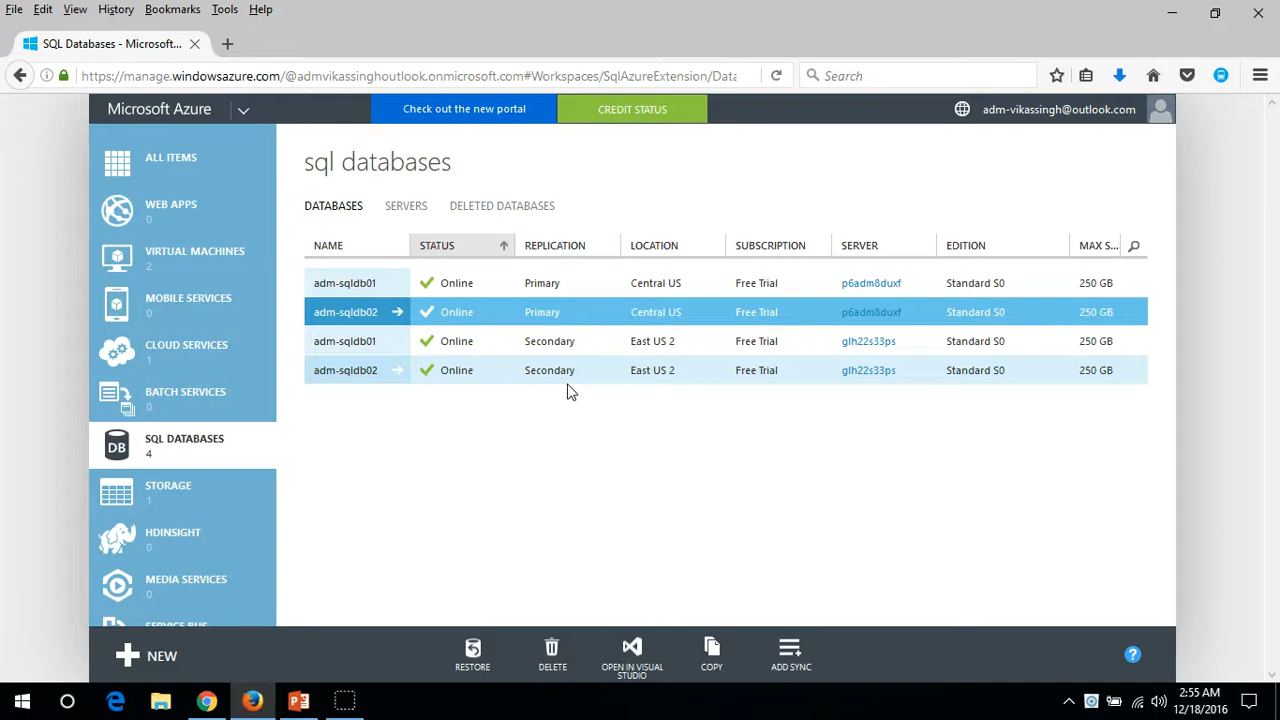 File Edit View History Bookmarks Tools Help
SQL Databases - Microsoft...
https://manage.windowsazure.com/@admvikassinghoutlook.onmicrosoft.com#Workspaces/SqlAzureExtension/Data
Search
Microsoft Azure
Check out the new portal
CREDIT STATUS
adm-vikassingh@outlook.com
ALL ITEMS
WEB APPS
0
VIRTUAL MACHINES
2
MOBILE SERVICES
0
CLOUD SERVICES
1
BATCH SERVICES
0
DB
SQL DATABASES
4
STORAGE
1
HDINSIGHT
0
MEDIA SERVICES
0
SERVICE BUS
sql databases
DATABASES SERVERS DELETED DATABASES
NAME STATUS REPLICATION LOCATION SUBSCRIPTION SERVER EDITION MAX S...
adm-sqldb01 Online Primary Central US Free Trial p6adm8duxf Standard S0 250 GB
adm-sqldb02 Online Primary Central US Free Trial p6adm8duxf Standard S0 250 GB
adm-sqldb01 Online Secondary East US 2 Free Trial glh22s33ps Standard S0 250 GB
adm-sqldb02 Online Secondary East US 2 Free Trial glh22s33ps Standard S0 250 GB
NEW
RESTORE
DELETE
OPEN IN VISUAL
STUDIO
COPY
ADD SYNC
?
2:55 AM
12/18/2016